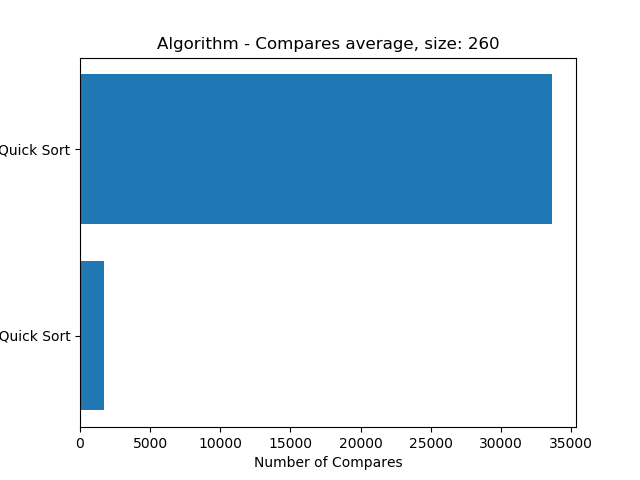 Algorithm - Compares average, size: 260
Quick Sort
Quick Sort
0 5000 10000 15000 20000 25000 30000 35000
Number of Compares